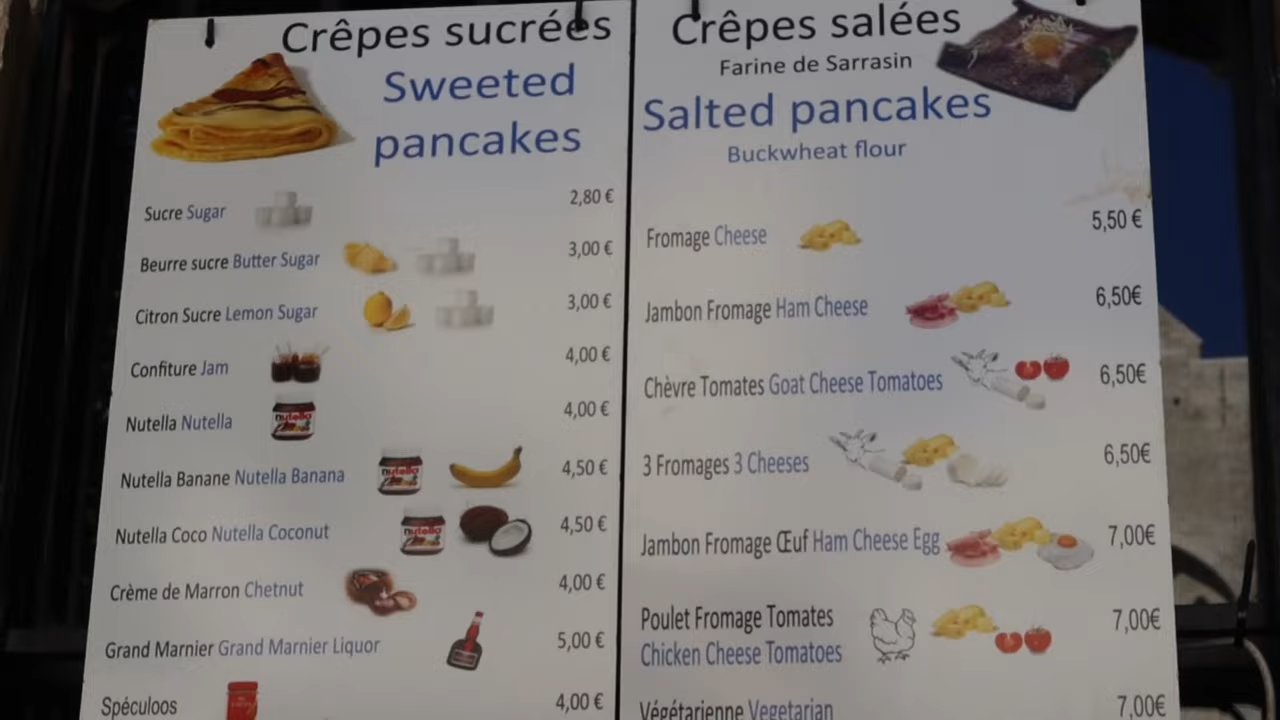 Crêpes sucrées
Sweeted
pancakes
Sucre Sugar 2,80 €
Beurre sucre Butter Sugar 3,00 €
Citron Sucre Lemon Sugar 3,00 €
Confiture Jam 4,00 €
Nutella Nutella 4,00 €
Nutella Banane Nutella Banana 4,50 €
Nutella Coco Nutella Coconut 4,50 €
Crème de Marron Chetnut 4,00 €
Grand Marnier Grand Marnier Liquor 5,00 €
Spéculoos 4,00 €
Crêpes salées
Farine de Sarrasin
Salted pancakes
Buckwheat flour
Fromage Cheese 5,50 €
Jambon Fromage Ham Cheese 6,50€
Chèvre Tomates Goat Cheese Tomatoes 6,50€
3 Fromages 3 Cheeses 6,50€
Jambon Fromage Œuf Ham Cheese Egg 7,00€
Poulet Fromage Tomates 7,00€
Chicken Cheese Tomatoes
Végétarienne Vegetarian 7,00€
nutella
nutella
nutella